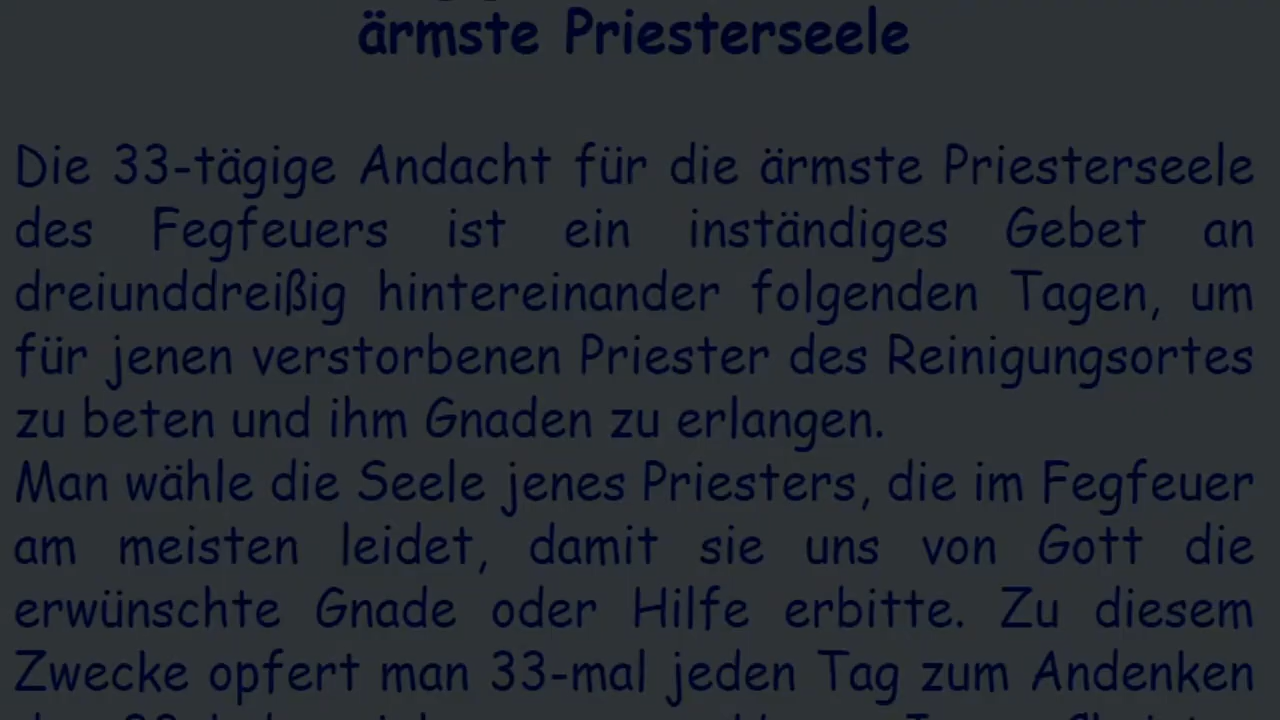 ärmste Priesterseele
Die 33-tägige Andacht für die ärmste Priesterseele
des Fegfeuers ist ein inständiges Gebet an
dreiunddreißig hintereinander folgenden Tagen, um
für jenen verstorbenen Priester des Reinigungsortes
zu beten und ihm Gnaden zu erlangen.
Man wähle die Seele jenes Priesters, die im Fegfeuer
am meisten leidet, damit sie uns von Gott die
erwünschte Gnade oder Hilfe erbitte. Zu diesem
Zwecke opfert man 33-mal jeden Tag zum Andenken